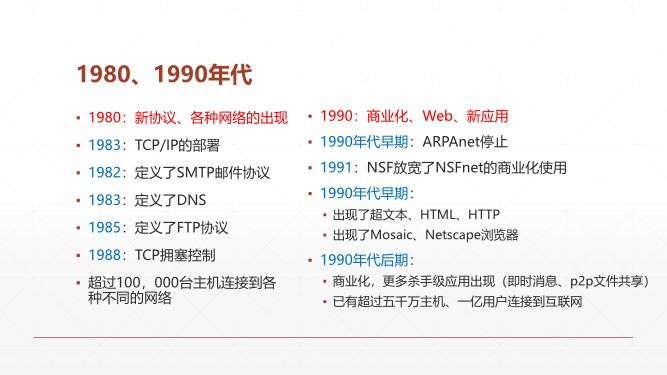 1980、1990年代
1980：新协议、各种网络的出现
1983：TCP/IP的部署
1982：定义了SMTP邮件协议
1983：定义了DNS
1985：定义了FTP协议
1988：TCP拥塞控制
超过100，000台主机连接到各
种不同的网络
1990：商业化、Web、新应用
1990年代早期：ARPAnet停止
1991：NSF放宽了NSFnet的商业化使用
1990年代早期：
出现了超文本、HTML、HTTP
出现了Mosaic、Netscape浏览器
1990年代后期：
商业化，更多杀手级应用出现（即时消息、p2p文件共享）
已有超过五千万主机、一亿用户连接到互联网